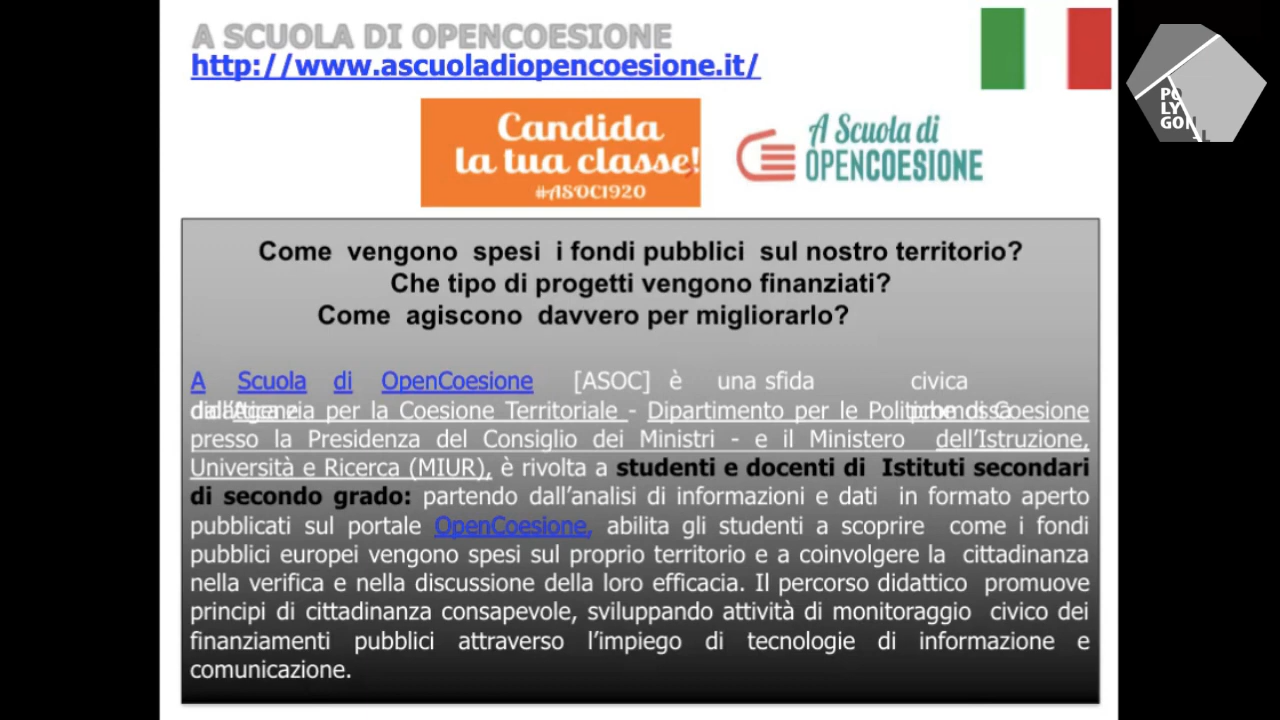 A SCUOLA DI OPENCOESIONE
http://www.ascuoladiopencoesione.it/
PO
LY
GON
Candida
la tua classe!
#ASOC1920
A Scuola di
OPENCOESIONE
Come vengono spesi i fondi pubblici sul nostro territorio?
Che tipo di progetti vengono finanziati?
Come agiscono davvero per migliorarlo?
A Scuola di OpenCoesione [ASOC] è una sfida civica
per la Coesione Territoriale - Dipartimento per le Politiche di Coesione
presso la Presidenza del Consiglio dei Ministri - e il Ministero dell’Istruzione,
Università e Ricerca (MIUR), è rivolta a studenti e docenti di Istituti secondari
di secondo grado: partendo dall’analisi di informazioni e dati in formato aperto
pubblicati sul portale OpenCoesione, abilita gli studenti a scoprire come i fondi
pubblici europei vengono spesi sul proprio territorio e a coinvolgere la cittadinanza
nella verifica e nella discussione della loro efficacia. Il percorso didattico promuove
principi di cittadinanza consapevole, sviluppando attività di monitoraggio civico dei
finanziamenti pubblici attraverso l’impiego di tecnologie di informazione e
comunicazione.